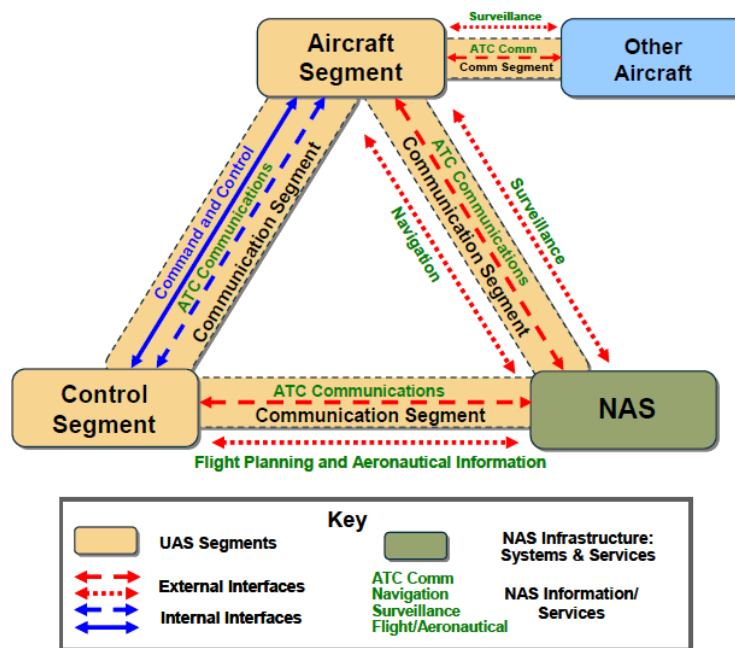 Surveillance
Aircraft
Segment
ATC Comm
Comm Segment
Other
Aircraft
Command and Control
ATC Communications
Communication Segment
ATC Communications
Communication Segment
Navigation
Surveillance
Control
Segment
ATC Communications
Communication Segment
NAS
Flight Planning and Aeronautical Information
Key
UAS Segments
NAS Infrastructure:
Systems & Services
External Interfaces
Internal Interfaces
ATC Comm
Navigation
Surveillance
Flight/Aeronautical
NAS Information/
Services